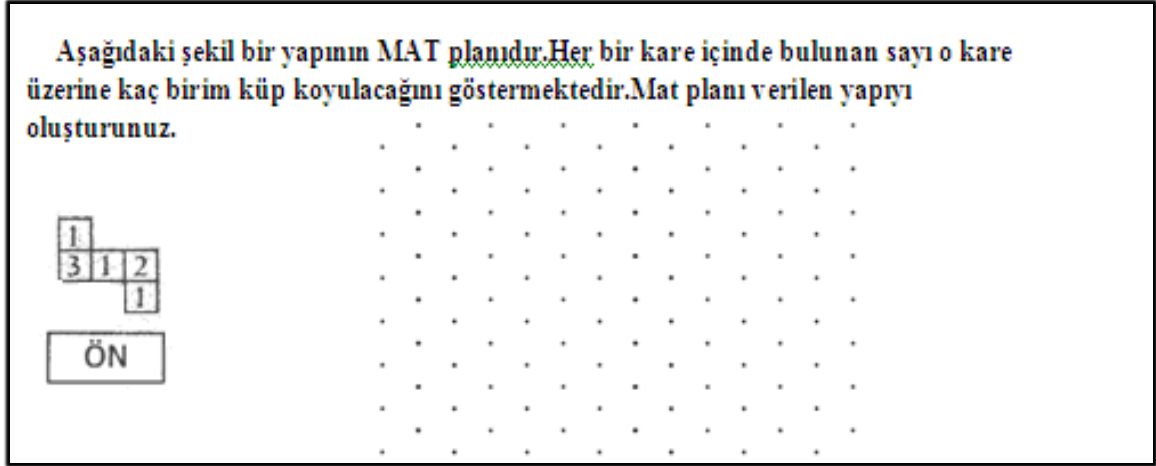 Aşağıdaki şekil bir yapının MAT planıdır.Her bir kare içinde bulunan sayı o kare
üzerine kaç birim küp koyulacağını göstermektedir.Mat planı verilen yapıyı
oluşturunuz.
1
3 1 2
1
ÖN